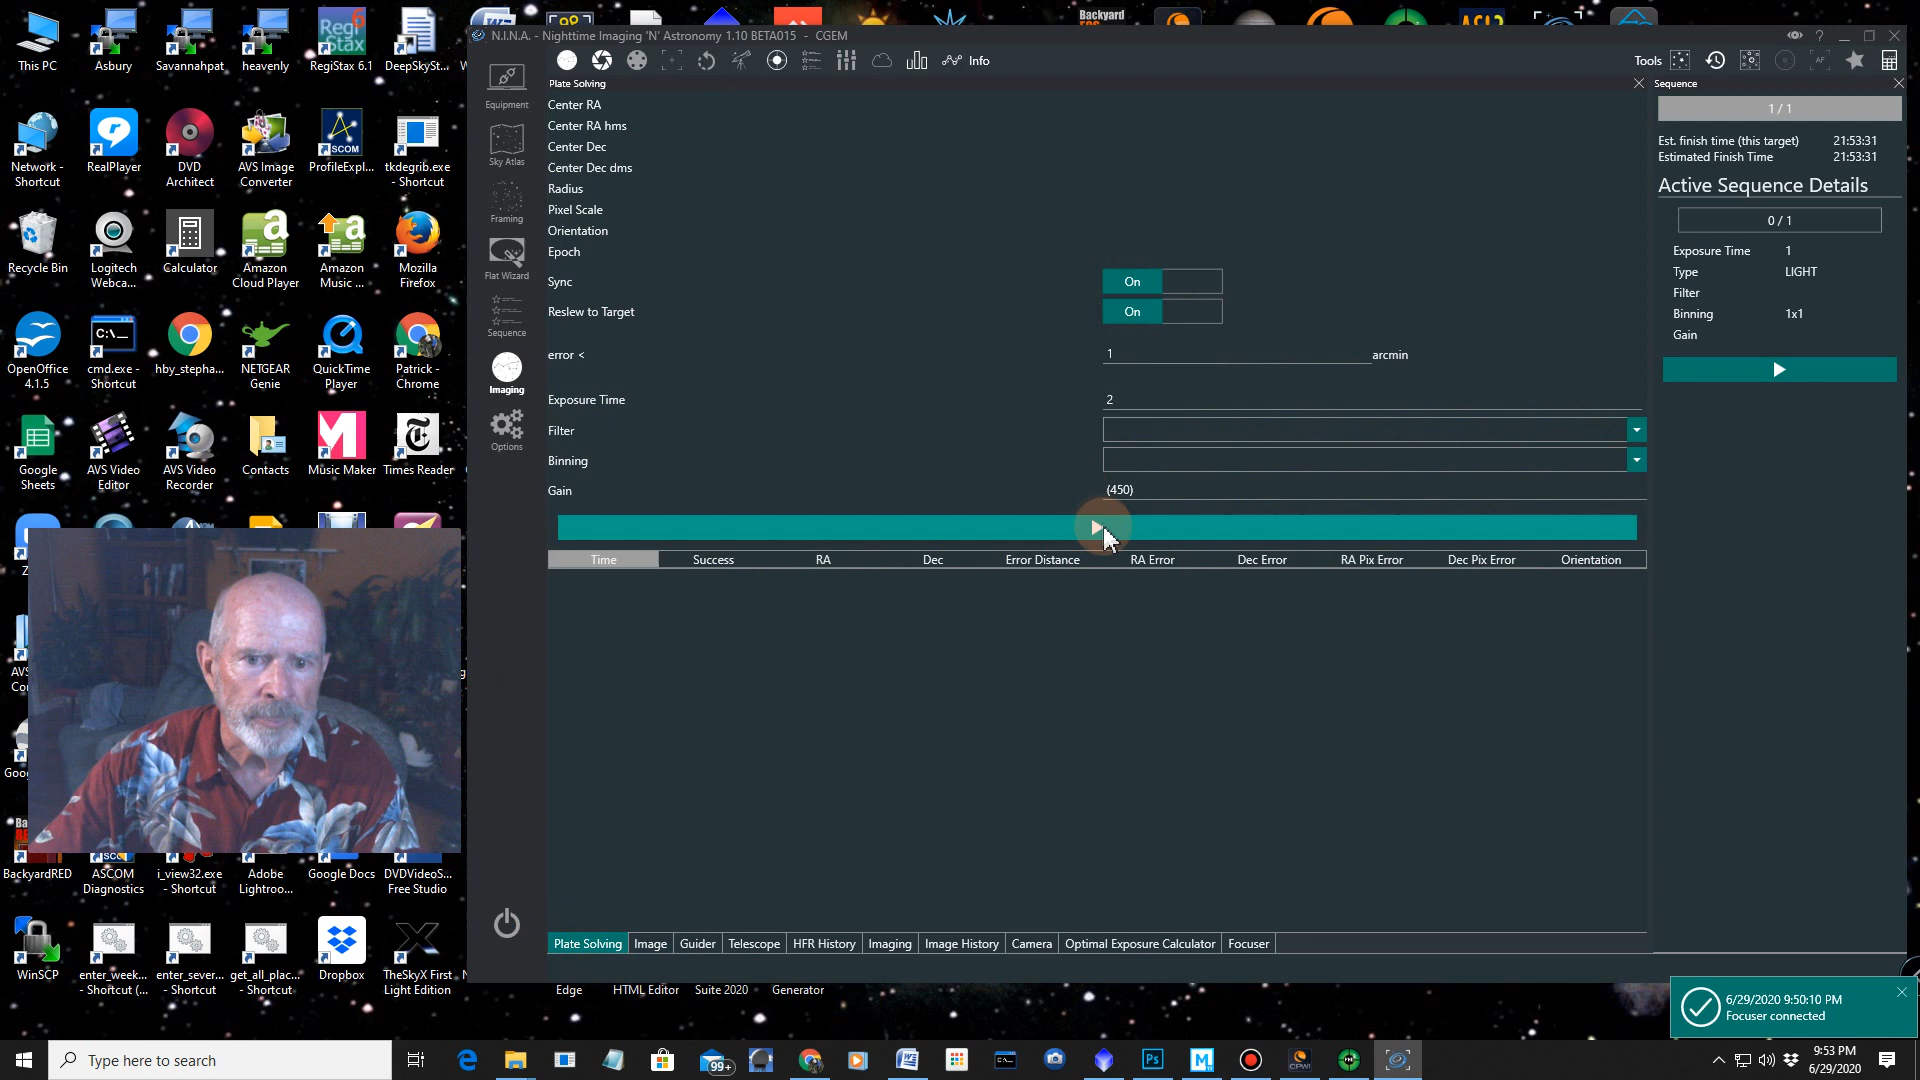 N.I.N.A. - Nighttime Imaging 'N' Astronomy 1.10 BETA015 - CGEM
Info
Tools
Equipment
Sky Atlas
Framing
Flat Wizard
Sequence
Imaging
Options
Plate Solving
Center RA
Center RA hms
Center Dec
Center Dec dms
Radius
Pixel Scale
Orientation
Epoch
Sync On
Reslew to Target On
error < 1 arcmin
Exposure Time 2
Filter
Binning
Gain (450)
Time Success RA Dec Error Distance RA Error Dec Error RA Pix Error Dec Pix Error Orientation
Plate Solving Image Guider Telescope HFR History Imaging Image History Camera Optimal Exposure Calculator Focuser
Sequence
1 / 1
Est. finish time (this target) 21:53:31
Estimated Finish Time 21:53:31
Active Sequence Details
0 / 1
Exposure Time 1
Type LIGHT
Filter
Binning 1x1
Gain
6/29/2020 9:50:10 PM
Focuser connected
This PC
Asbury
Savannahpat
heavenly
RegiStax 6.1
DeepSkySt...
Network - Shortcut
RealPlayer
DVD Architect
AVS Image Converter
ProfileExpl...
tkdegrib.exe - Shortcut
Recycle Bin
Logitech Webca...
Calculator
Amazon Cloud Player
Amazon Music ...
Mozilla Firefox
OpenOffice 4.1.5
cmd.exe - Shortcut
hby_stepha...
NETGEAR Genie
QuickTime Player
Patrick - Chrome
Google Sheets
AVS Video Editor
AVS Video Recorder
Contacts
Music Maker
Times Reader
BackyardRED
ASCOM Diagnostics
i_view32.exe - Shortcut
Adobe Lightroo...
Google Docs
DVDVideoS... Free Studio
WinSCP
enter_week... - Shortcut (...
enter_sever... - Shortcut
get_all_plac... - Shortcut
Dropbox
TheSkyX First Light Edition
Edge
HTML Editor
Suite 2020
Generator
Backyard
Type here to search
99+
9:53 PM
6/29/2020